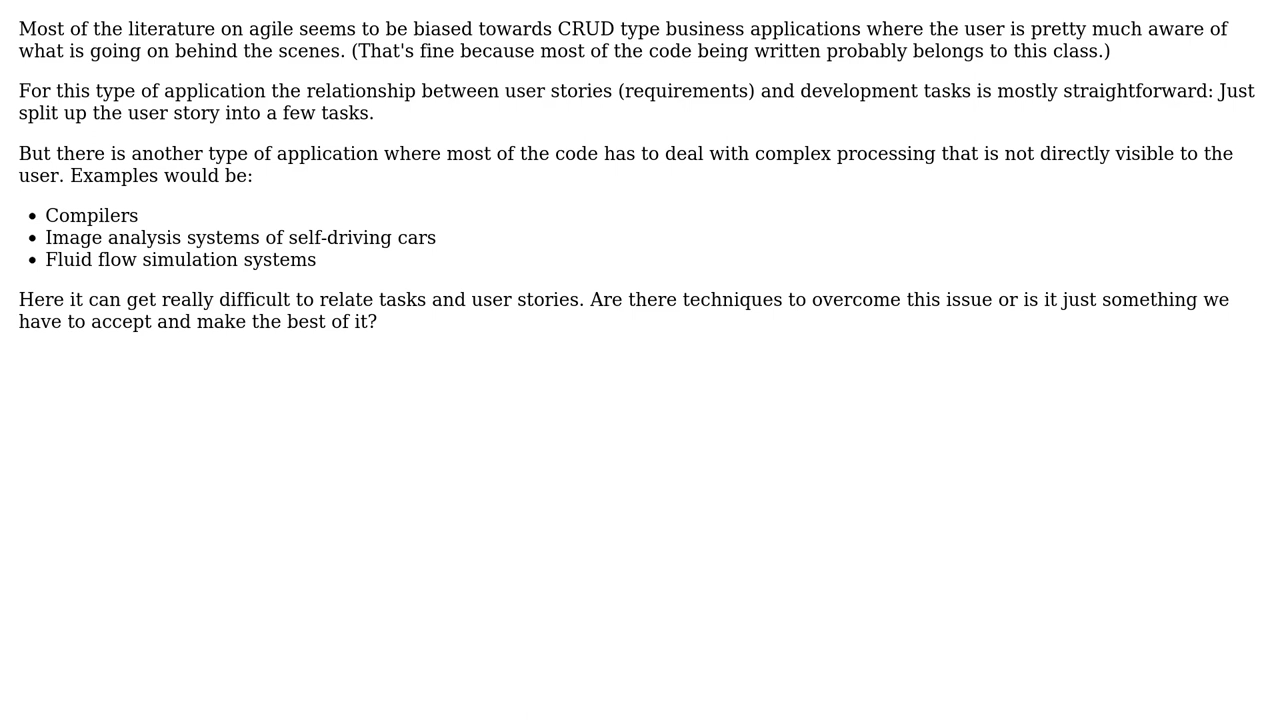 Most of the literature on agile seems to be biased towards CRUD type business applications where the user is pretty much aware of
what is going on behind the scenes. (That's fine because most of the code being written probably belongs to this class.)
For this type of application the relationship between user stories (requirements) and development tasks is mostly straightforward: Just
split up the user story into a few tasks.
But there is another type of application where most of the code has to deal with complex processing that is not directly visible to the
user. Examples would be:
• Compilers
• Image analysis systems of self-driving cars
• Fluid flow simulation systems
Here it can get really difficult to relate tasks and user stories. Are there techniques to overcome this issue or is it just something we
have to accept and make the best of it?